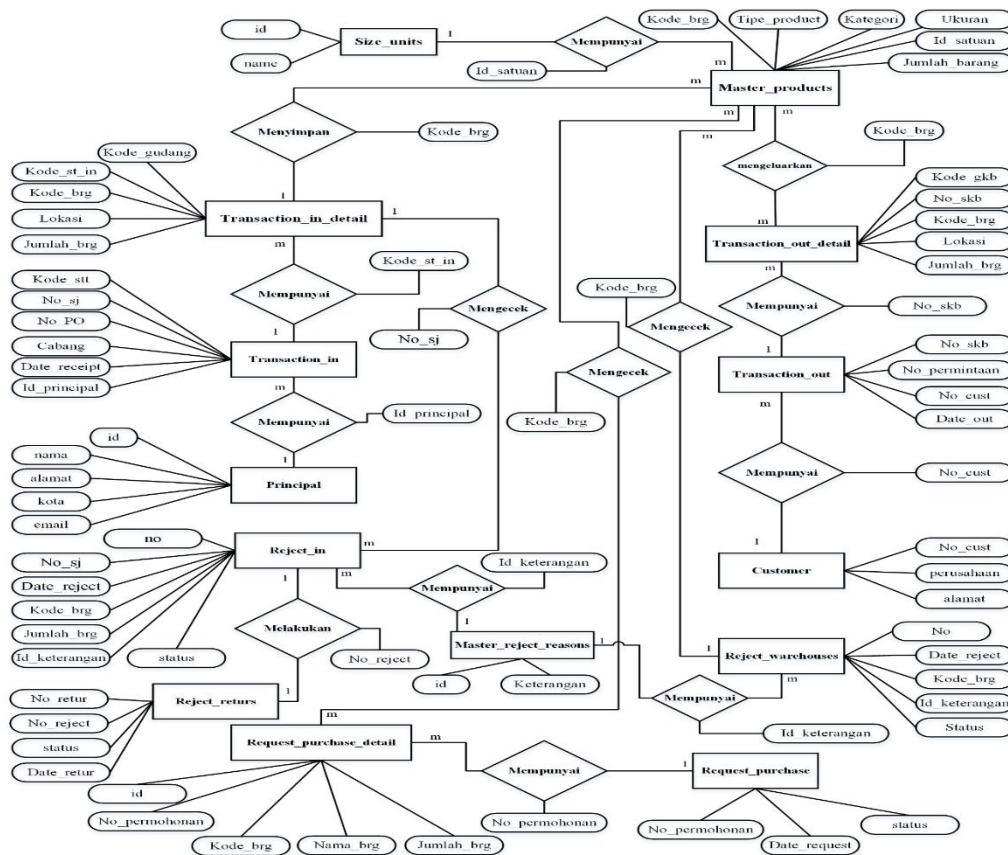 Kode_brg
Tipe_product
Kategori
Ukuran
id
Size_units
1
Mempunyai
m
Id_satuan
name
Id_satuan
Jumlah_barang
Master_products
m
m
m
m
Menyimpan
Kode_brg
Kode_brg
mengeluarkan
Kode_gudang
Kode_st_in
Kode_brg
Lokasi
Jumlah_brg
1
Transaction_in_detail
1
m
Kode_gkb
No_skb
Kode_brg
Lokasi
Jumlah_brg
m
Transaction_out_detail
m
Kode_st_in
Mempunyai
Mengecek
No_sj
Kode_brg
Mengecek
Mempunyai
No_skb
Kode_stt
No_sj
No_PO
Cabang
Date_receipt
Id_principal
1
Transaction_in
m
Mengecek
Kode_brg
1
Transaction_out
m
No_skb
No_permintaan
No_cust
Date_out
Mempunyai
Id_principal
Mempunyai
No_cust
id
nama
alamat
kota
email
1
Principal
1
Customer
No_cust
perusahaan
alamat
no
No_sj
Date_reject
Kode_brg
Jumlah_brg
Id_keterangan
status
Reject_in
m
m
1
Id_keterangan
Mempunyai
1
Master_reject_reasons
1
id
Keterangan
Melakukan
No_reject
1
Reject_warehouses
m
No
Date_reject
Kode_brg
Id_keterangan
Status
Mempunyai
Id_keterangan
No_retur
No_reject
status
Date_retur
Reject_returs
1
m
Request_purchase_detail
m
Mempunyai
No_permohonan
1
Request_purchase
id
No_permohonan
Kode_brg
Nama_brg
Jumlah_brg
No_permohonan
Date_request
status